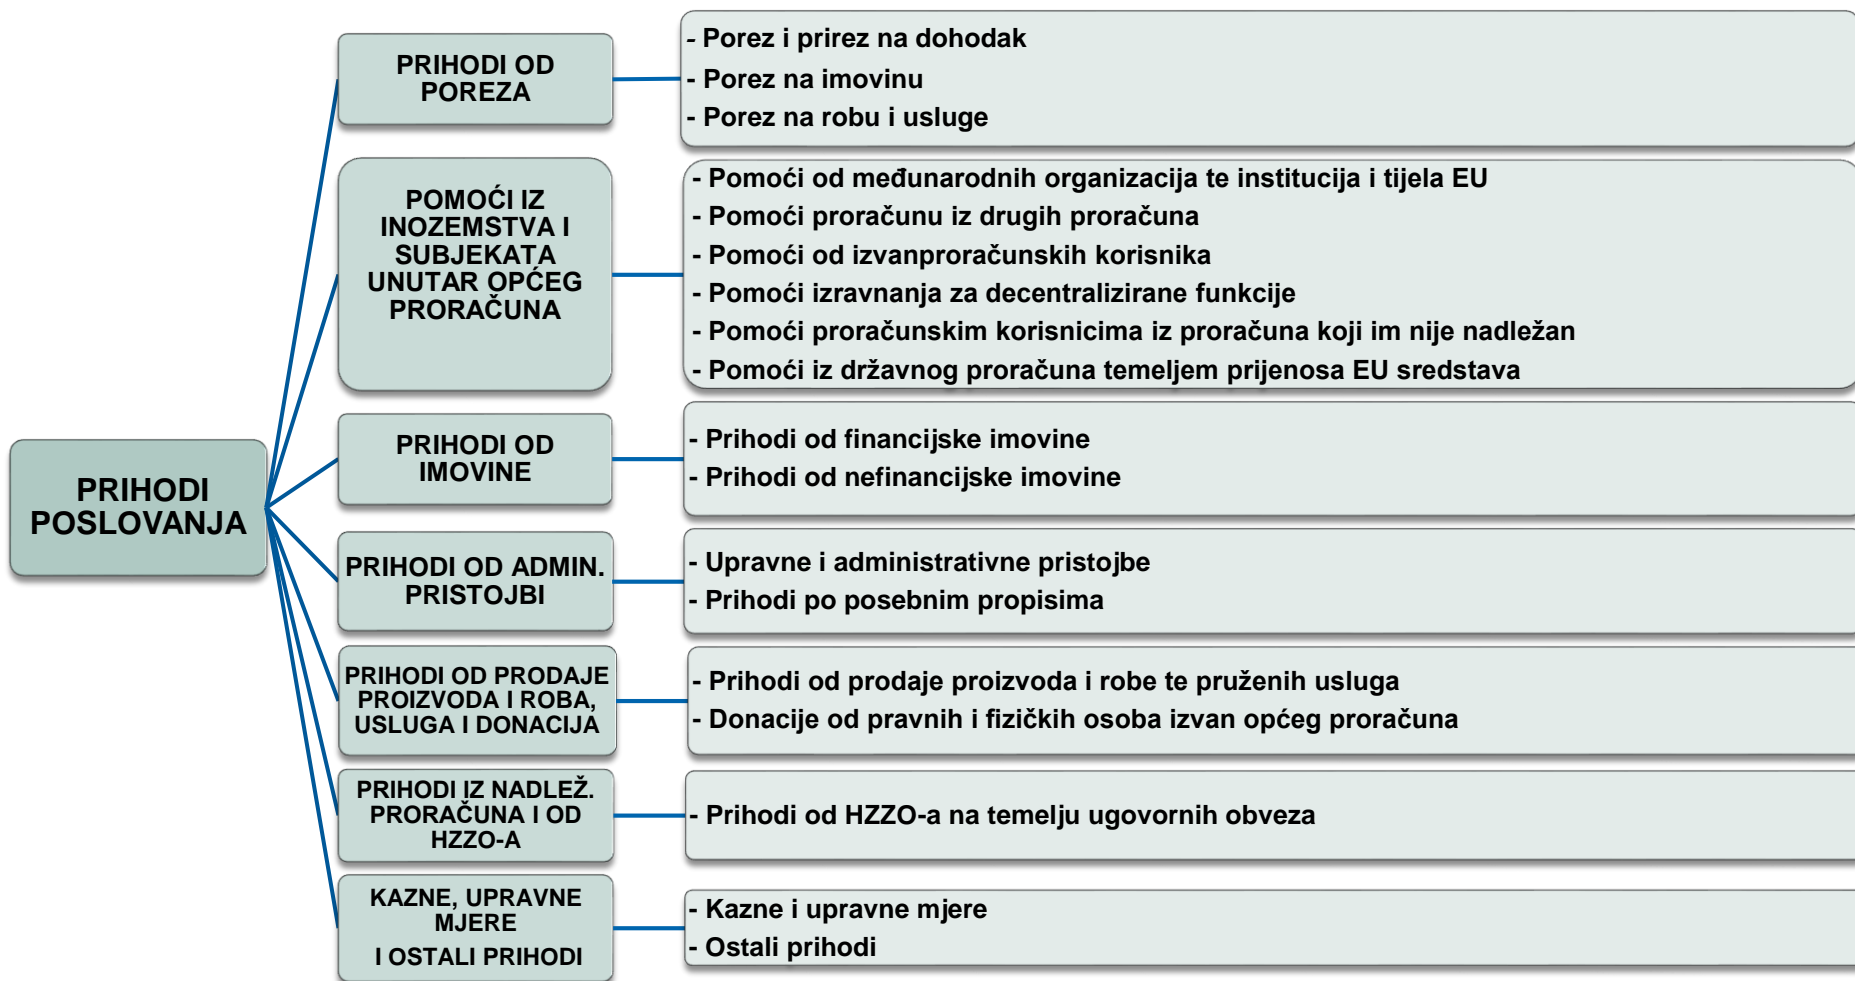 PRIHODI
POSLOVANJA
PRIHODI OD
POREZA
- Porez i prirez na dohodak
- Porez na imovinu
- Porez na robu i usluge
POMOĆI IZ
INOZEMSTVA I
SUBJEKATA
UNUTAR OPĆEG
PRORAČUNA
- Pomoći od međunarodnih organizacija te institucija i tijela EU
- Pomoći proračunu iz drugih proračuna
- Pomoći od izvanproračunskih korisnika
- Pomoći izravnanja za decentralizirane funkcije
- Pomoći proračunskim korisnicima iz proračuna koji im nije nadležan
- Pomoći iz državnog proračuna temeljem prijenosa EU sredstava
PRIHODI OD
IMOVINE
- Prihodi od financijske imovine
- Prihodi od nefinancijske imovine
PRIHODI OD ADMIN.
PRISTOJBI
- Upravne i administrativne pristojbe
- Prihodi po posebnim propisima
PRIHODI OD PRODAJE
PROIZVODA I ROBA,
USLUGA I DONACIJA
- Prihodi od prodaje proizvoda i robe te pruženih usluga
- Donacije od pravnih i fizičkih osoba izvan općeg proračuna
PRIHODI IZ NADLEŽ.
PRORAČUNA I OD
HZZO-A
- Prihodi od HZZO-a na temelju ugovornih obveza
KAZNE, UPRAVNE
MJERE
I OSTALI PRIHODI
- Kazne i upravne mjere
- Ostali prihodi